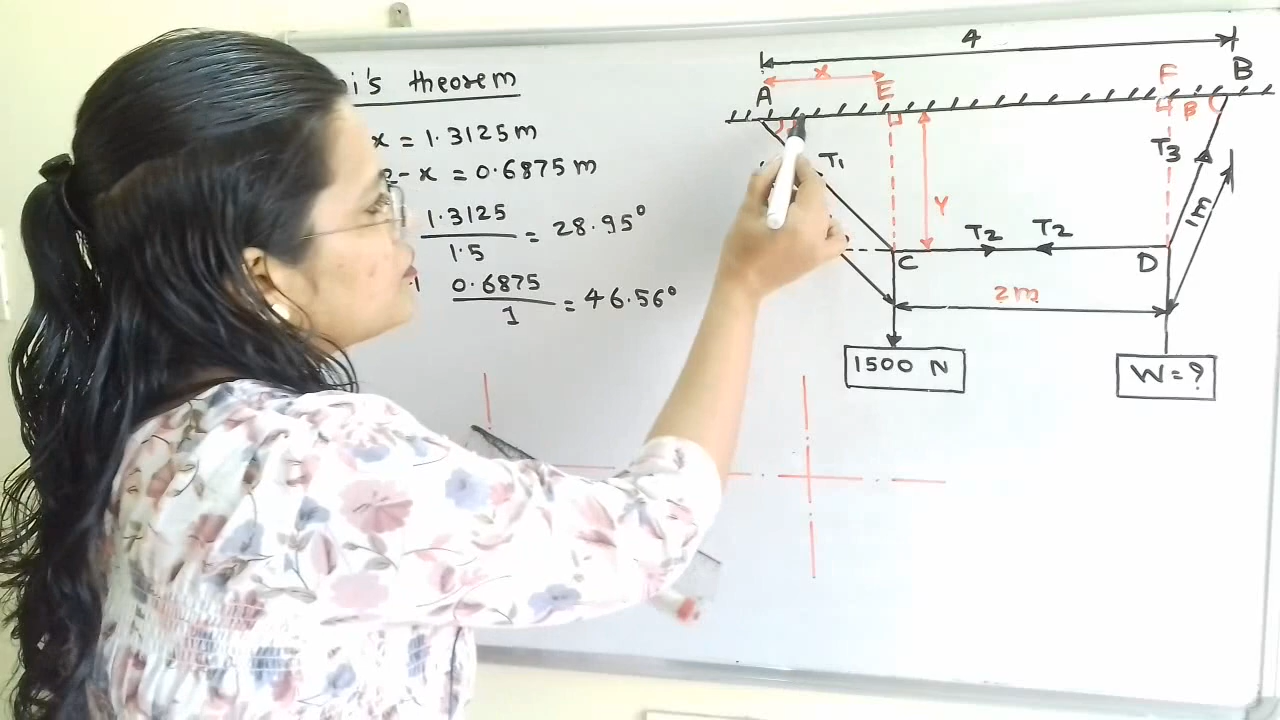 theorem
x = 1.3125 m
- x = 0.6875 m
1.3125
1.5
= 28.95°
0.6875
1
= 46.56°
4
x
A
E
F
B
T1
Y
B
T3
1m
T2
T2
C
D
2m
1500 N
W = ?